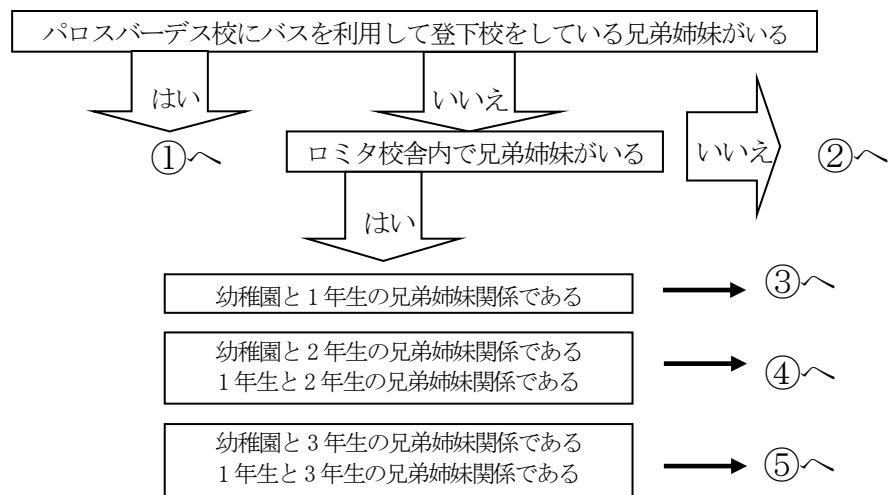 パロスバーデス校にバスを利用して登下校をしている兄弟姉妹がいる
はい
いいえ
①へ
ロミタ校舎内で兄弟姉妹がいる
いいえ
②へ
はい
幼稚園と1年生の兄弟姉妹関係である
③へ
幼稚園と2年生の兄弟姉妹関係である
1年生と2年生の兄弟姉妹関係である
④へ
幼稚園と3年生の兄弟姉妹関係である
1年生と3年生の兄弟姉妹関係である
⑤へ